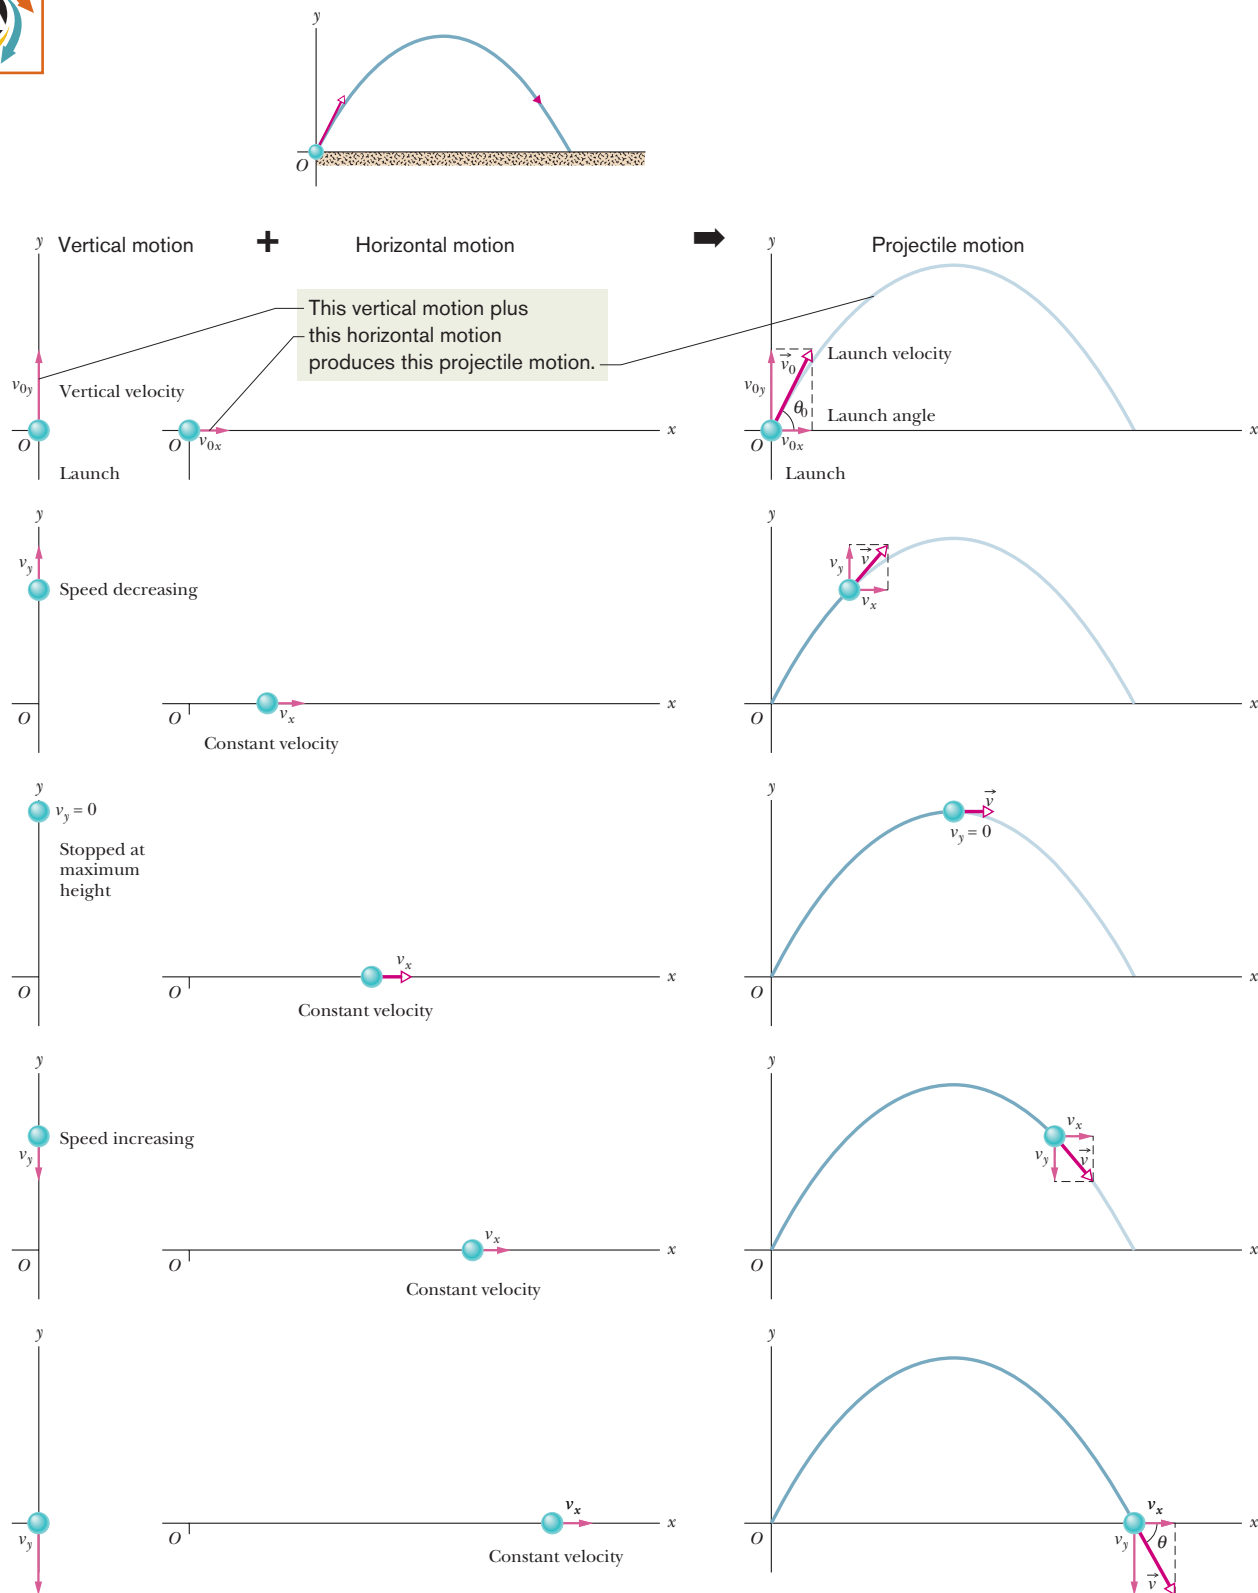 y
O
y
Vertical motion
+
Horizontal motion
y
Projectile motion
This vertical motion plus
this horizontal motion
produces this projectile motion.
v0y
Vertical velocity
O
Launch
O
v0x
x
v0y
v⃗0
Launch velocity
θ0
Launch angle
O
v0x
x
Launch
y
vy
Speed decreasing
O
O
vx
x
Constant velocity
y
vy
v⃗
vx
O
x
y
vy = 0
Stopped at
maximum
height
O
O
vx
x
Constant velocity
y
v⃗
vy = 0
O
x
y
Speed increasing
vy
O
O
vx
x
Constant velocity
y
vx
vy
v⃗
O
x
y
vy
O
vx
x
Constant velocity
y
O
vx
x
vy
θ
v⃗